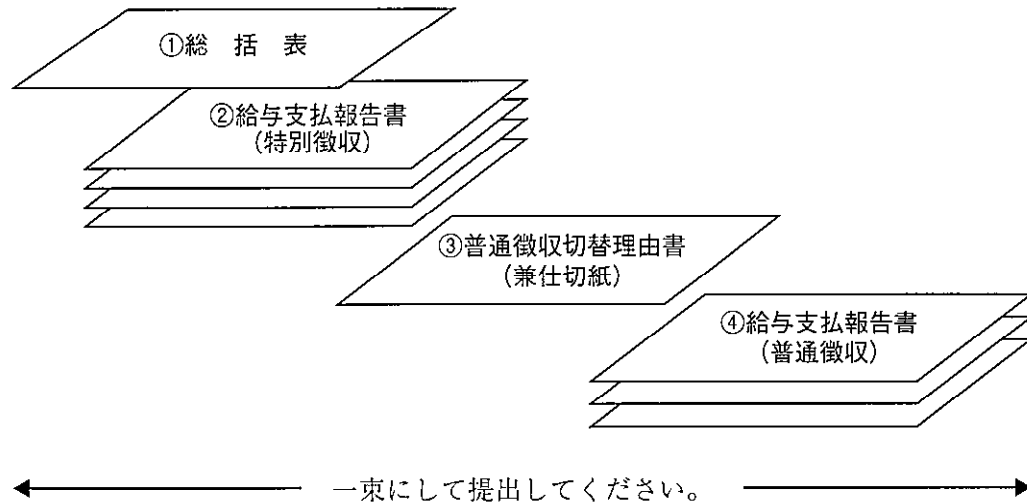 ①総　括　表
②給与支払報告書
(特別徴収)
③普通徴収切替理由書
(兼仕切紙)
④給与支払報告書
(普通徴収)
一束にして提出してください。